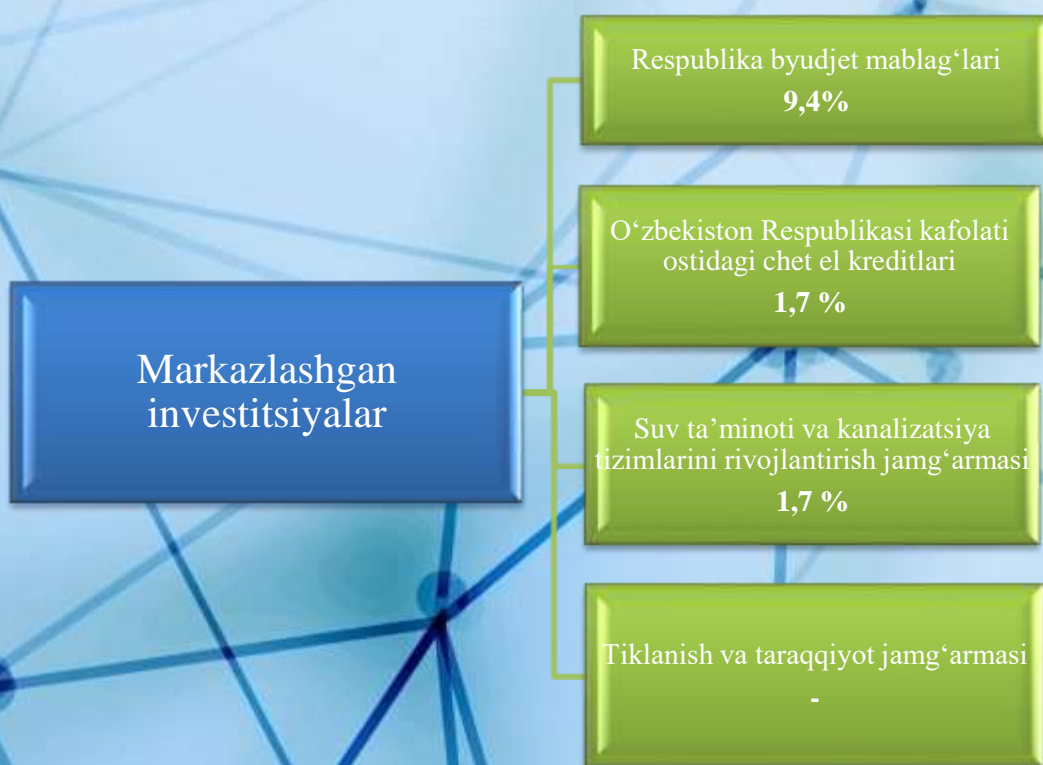 Respublika byudjet mablag‘lari
9,4%
O‘zbekiston Respublikasi kafolati
ostidagi chet el kreditlari
1,7 %
Markazlashgan
investitsiyalar
Suv ta’minoti va kanalizatsiya
tizimlarini rivojlantirish jamg‘armasi
1,7 %
Tiklanish va taraqqiyot jamg‘armasi
-